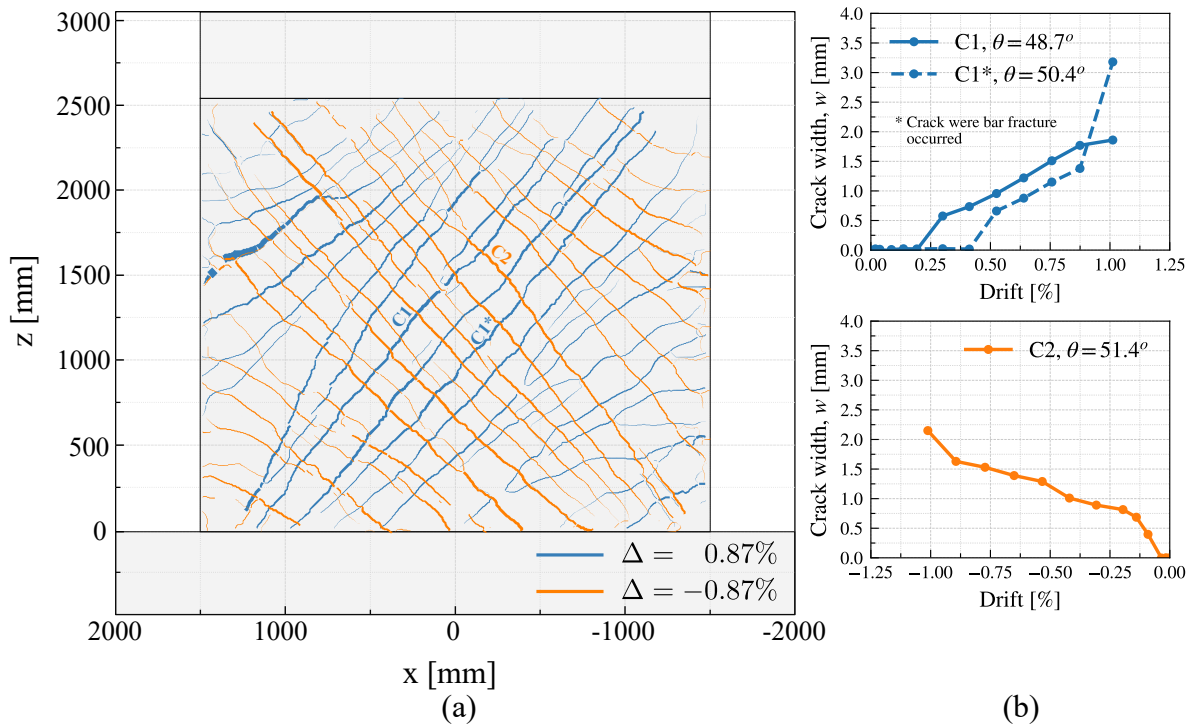 3000
2500
2000
1500
1000
500
0
z [mm]
C1
C1*
C2
Δ = 0.87%
Δ = −0.87%
2000
1000
0
-1000
-2000
x [mm]
(a)
4.0
3.5
3.0
2.5
2.0
1.5
1.0
0.5
0.0
Crack width, w [mm]
C1, θ = 48.7°
C1*, θ = 50.4°
* Crack were bar fracture
occurred
0.00
0.25
0.50
0.75
1.00
1.25
Drift [%]
4.0
3.5
3.0
2.5
2.0
1.5
1.0
0.5
0.0
Crack width, w [mm]
C2, θ = 51.4°
−1.25
−1.00
−0.75
−0.50
−0.25
0.00
Drift [%]
(b)